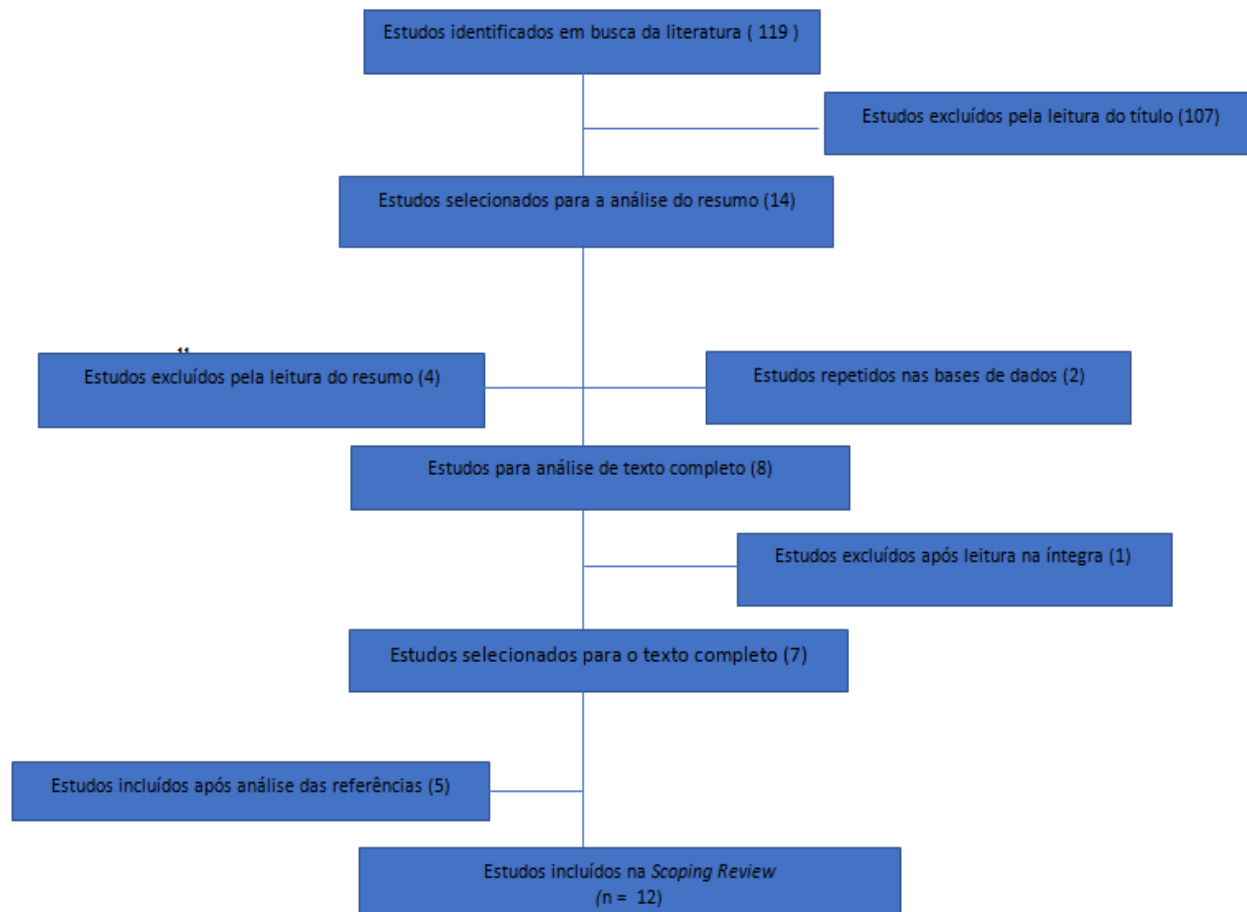 Estudos identificados em busca da literatura ( 119 )
Estudos excluídos pela leitura do título (107)
Estudos selecionados para a análise do resumo (14)
11
Estudos excluídos pela leitura do resumo (4)
Estudos repetidos nas bases de dados (2)
Estudos para análise de texto completo (8)
Estudos excluídos após leitura na íntegra (1)
Estudos selecionados para o texto completo (7)
Estudos incluídos após análise das referências (5)
Estudos incluídos na Scoping Review
(n = 12)